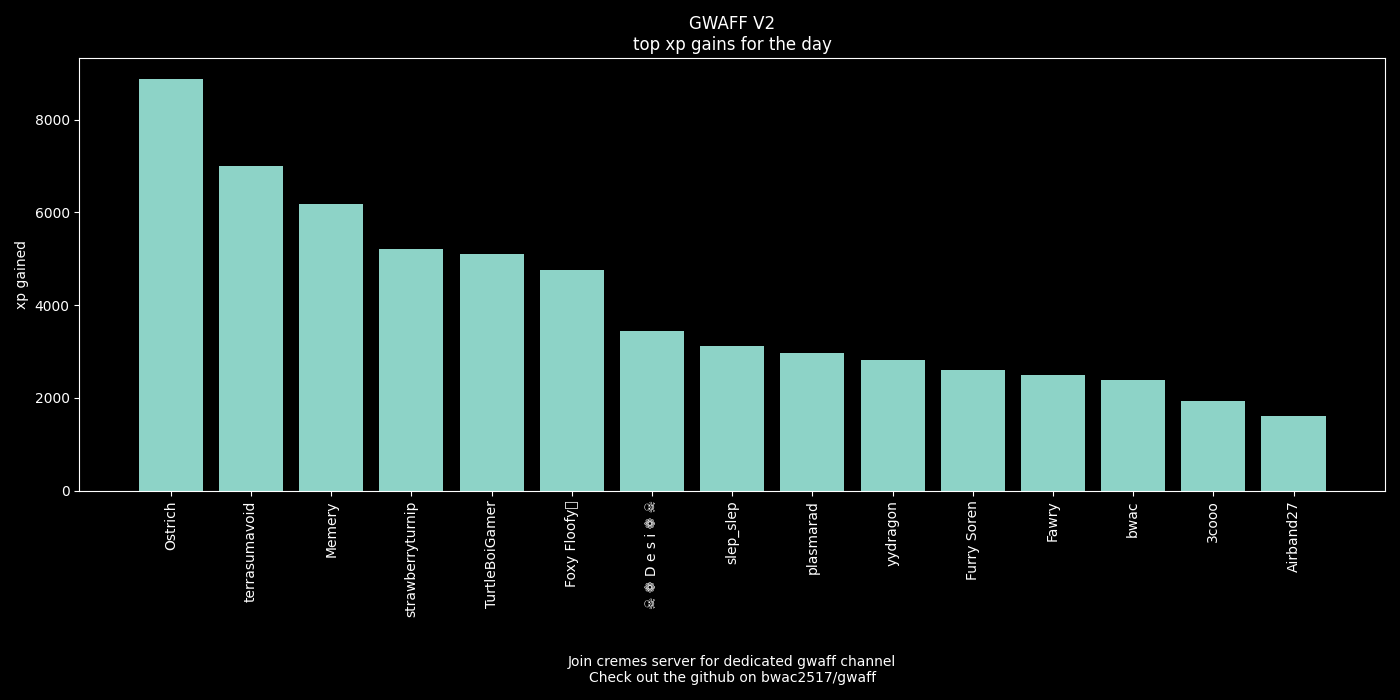 GWAFF V2
top xp gains for the day
xp gained
8000
6000
4000
2000
0
Ostrich
terrasumavoid
Memery
strawberryturnip
TurtleBoiGamer
Foxy Floofy▯
☠ ❁ D e s i ❁ ☠
slep_slep
plasmarad
yydragon
Furry Soren
Fawry
bwac
3cooo
Airband27
Join cremes server for dedicated gwaff channel
Check out the github on bwac2517/gwaff